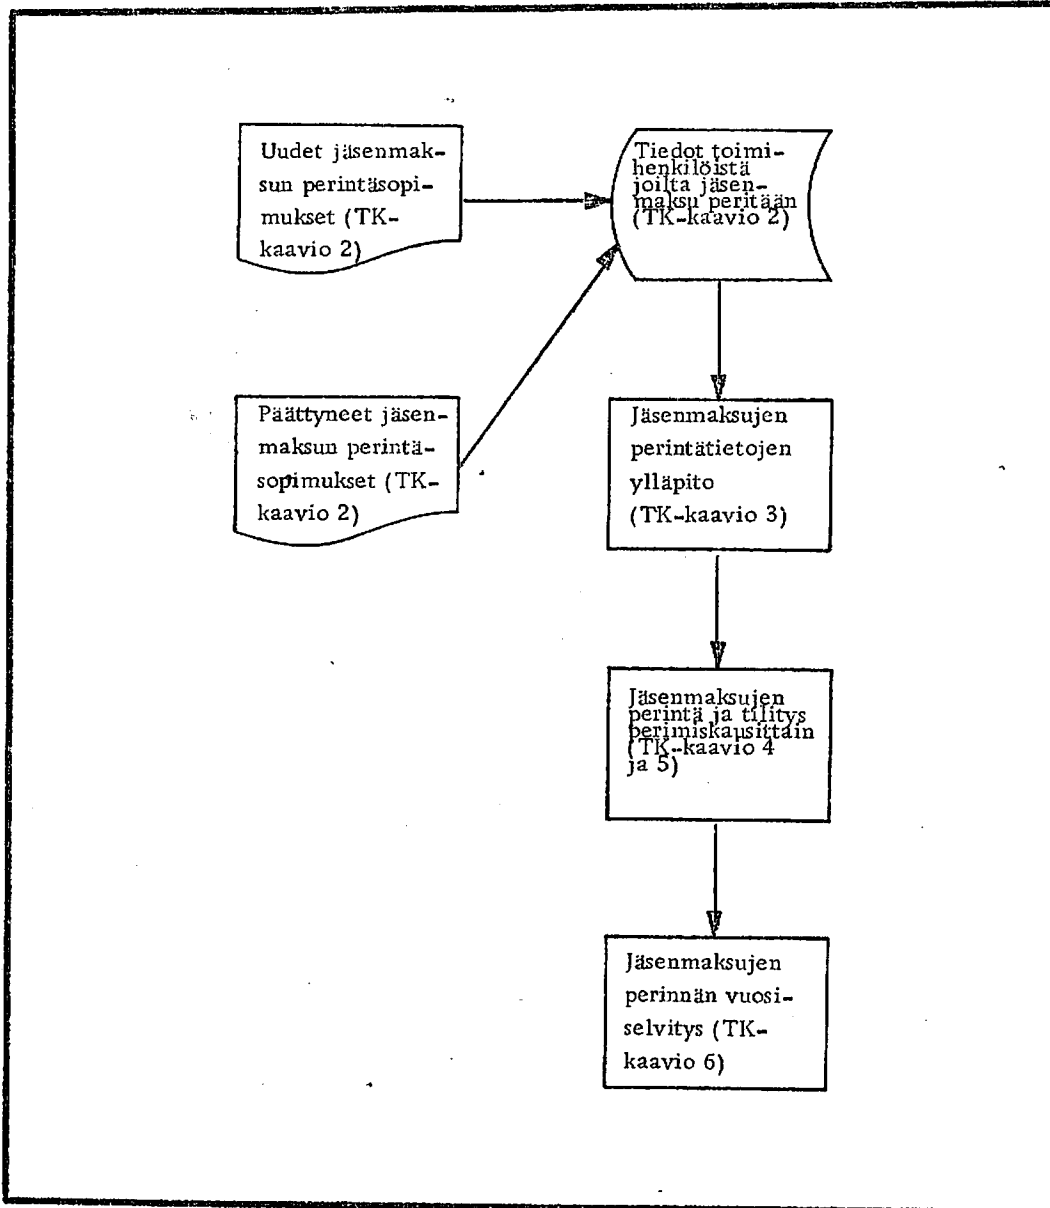 Uudet jäsenmak-
sun perintäsopi-
mukset (TK-
kaavio 2)
Tiedot toimi-
henkilöistä
joilta jäsen-
maksu peritään
(TK-kaavio 2)
Päättyneet jäsen-
maksun perintä-
sopimukset (TK-
kaavio 2)
Jäsenmaksujen
perintätietojen
ylläpito
(TK-kaavio 3)
Jäsenmaksujen
perintä ja tilitys
perimiskausittain
(TK-kaavio 4
ja 5)
Jäsenmaksujen
perinnän vuosi-
selvitys (TK-
kaavio 6)